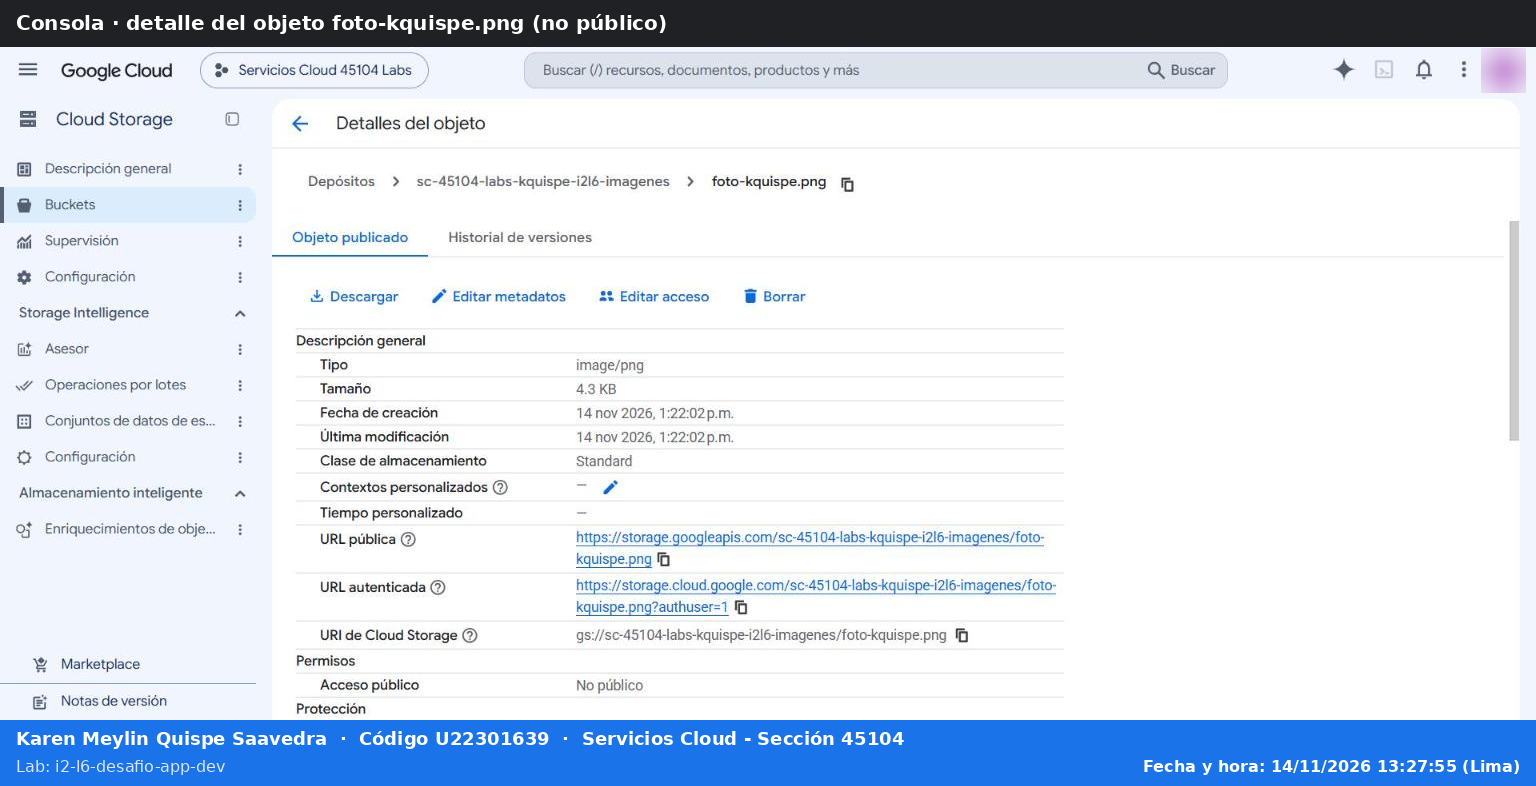 Consola · detalle del objeto foto-kquispe.png (no público)
Google Cloud
Servicios Cloud 45104 Labs
Buscar (/) recursos, documentos, productos y más
Buscar
Cloud Storage
Detalles del objeto
Descripción general
Buckets
Supervisión
Configuración
Storage Intelligence
Asesor
Operaciones por lotes
Conjuntos de datos de es...
Configuración
Almacenamiento inteligente
Enriquecimientos de obje...
Marketplace
Notas de versión
Depósitos > sc-45104-labs-kquispe-i2l6-imagenes > foto-kquispe.png
Objeto publicado Historial de versiones
Descargar Editar metadatos Editar acceso Borrar
Descripción general
Tipo image/png
Tamaño 4.3 KB
Fecha de creación 14 nov 2026, 1:22:02 p.m.
Última modificación 14 nov 2026, 1:22:02 p.m.
Clase de almacenamiento Standard
Contextos personalizados —
Tiempo personalizado —
URL pública https://storage.googleapis.com/sc-45104-labs-kquispe-i2l6-imagenes/foto-
kquispe.png
URL autenticada https://storage.cloud.google.com/sc-45104-labs-kquispe-i2l6-imagenes/foto-
kquispe.png?authuser=1
URI de Cloud Storage gs://sc-45104-labs-kquispe-i2l6-imagenes/foto-kquispe.png
Permisos
Acceso público No público
Protección
Karen Meylin Quispe Saavedra · Código U22301639 · Servicios Cloud - Sección 45104
Lab: i2-l6-desafio-app-dev
Fecha y hora: 14/11/2026 13:27:55 (Lima)